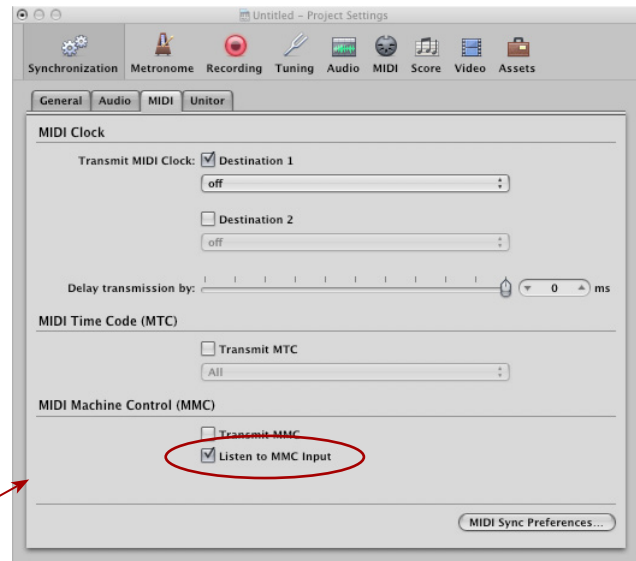 Untitled – Project Settings
Synchronization Metronome Recording Tuning Audio MIDI Score Video Assets
General Audio MIDI Unitor
MIDI Clock
Transmit MIDI Clock: Destination 1
off
Destination 2
off
Delay transmission by: 0 ms
MIDI Time Code (MTC)
Transmit MTC
All
MIDI Machine Control (MMC)
Transmit MMC
Listen to MMC Input
MIDI Sync Preferences...